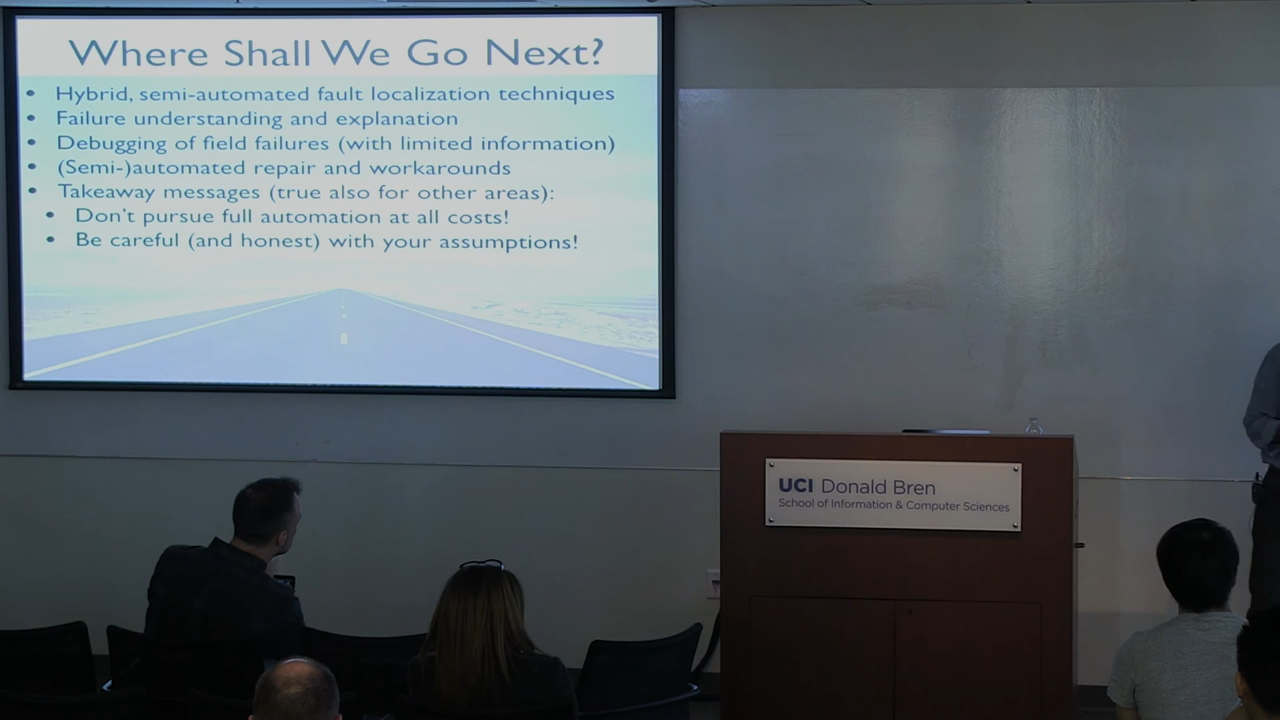 Where Shall We Go Next?
• Hybrid, semi-automated fault localization techniques
• Failure understanding and explanation
• Debugging of field failures (with limited information)
• (Semi-)automated repair and workarounds
• Takeaway messages (true also for other areas):
• Don't pursue full automation at all costs!
• Be careful (and honest) with your assumptions!
UCI Donald Bren
School of Information & Computer Sciences